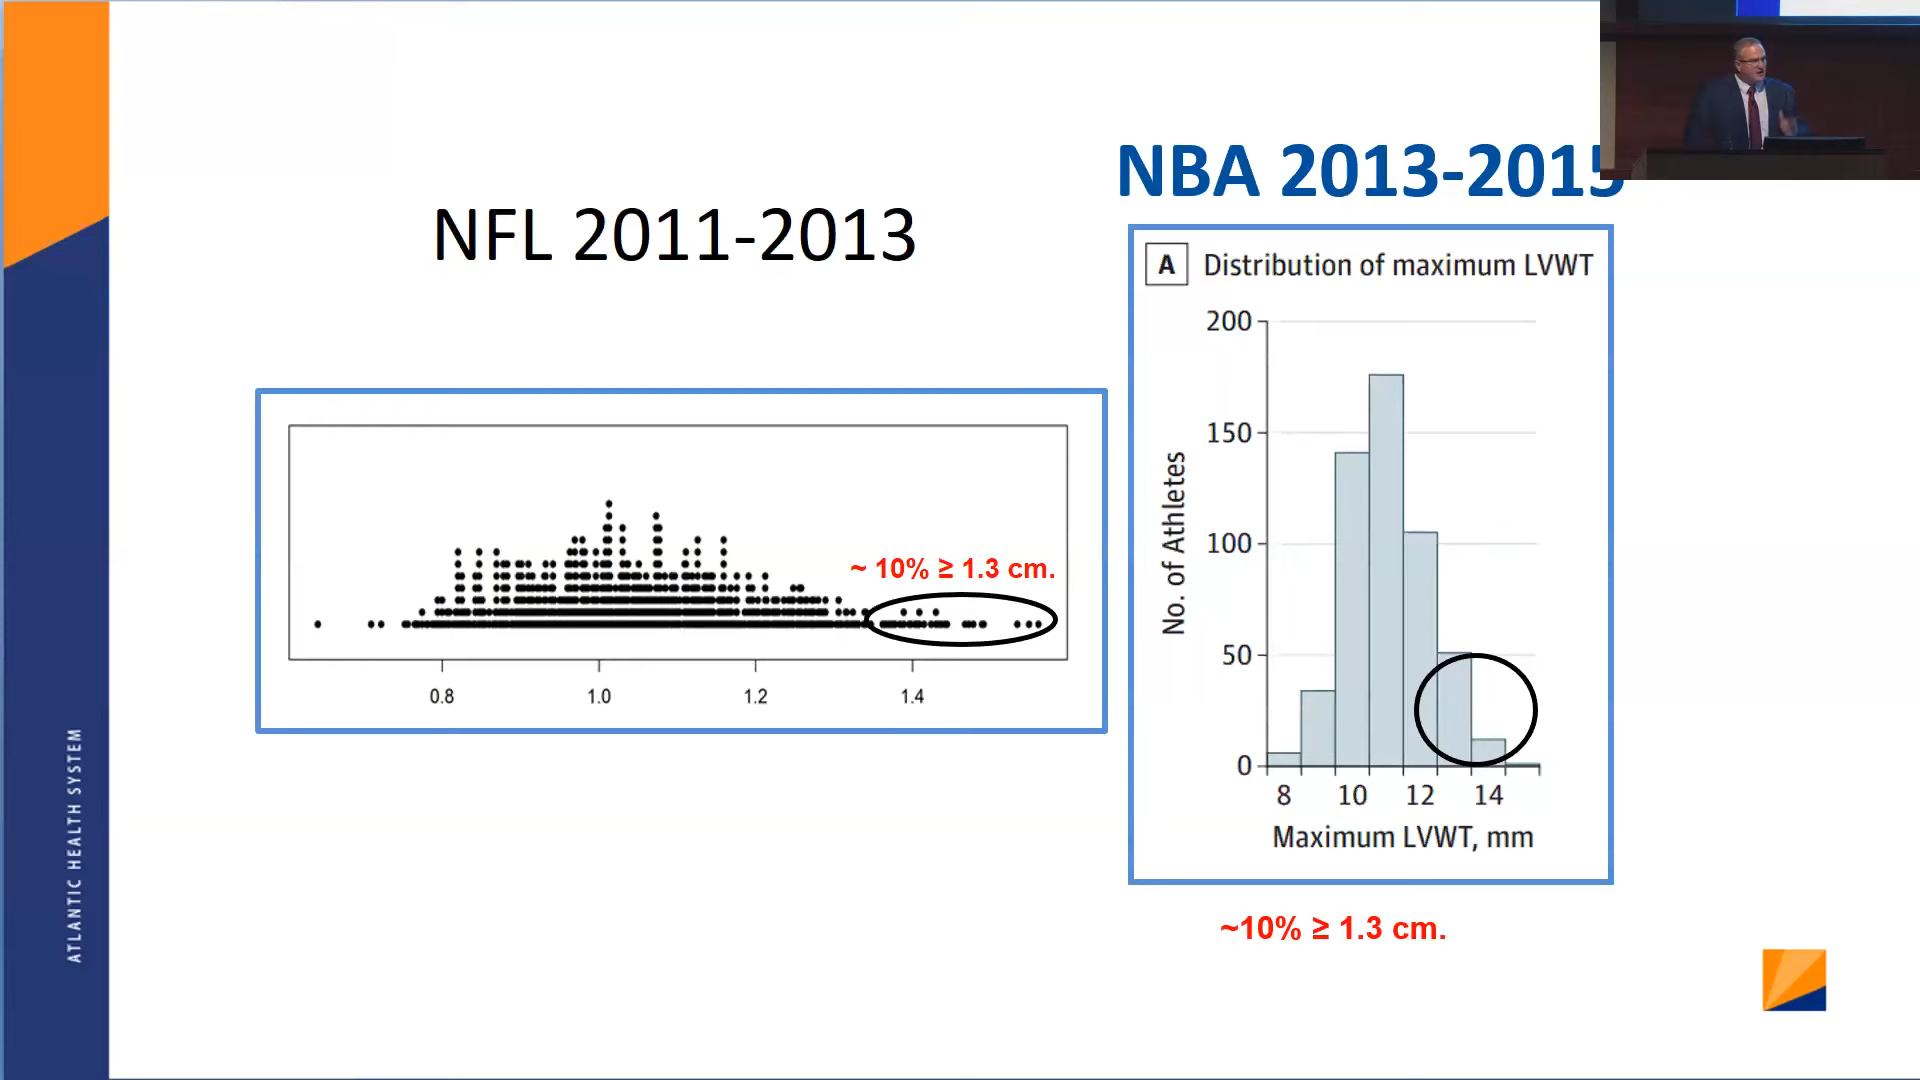 NFL 2011-2013
~ 10% ≥ 1.3 cm.
0.8 1.0 1.2 1.4
NBA 2013-2015
A Distribution of maximum LVWT
No. of Athletes
200
150
100
50
0
8 10 12 14
Maximum LVWT, mm
~10% ≥ 1.3 cm.
ATLANTIC HEALTH SYSTEM